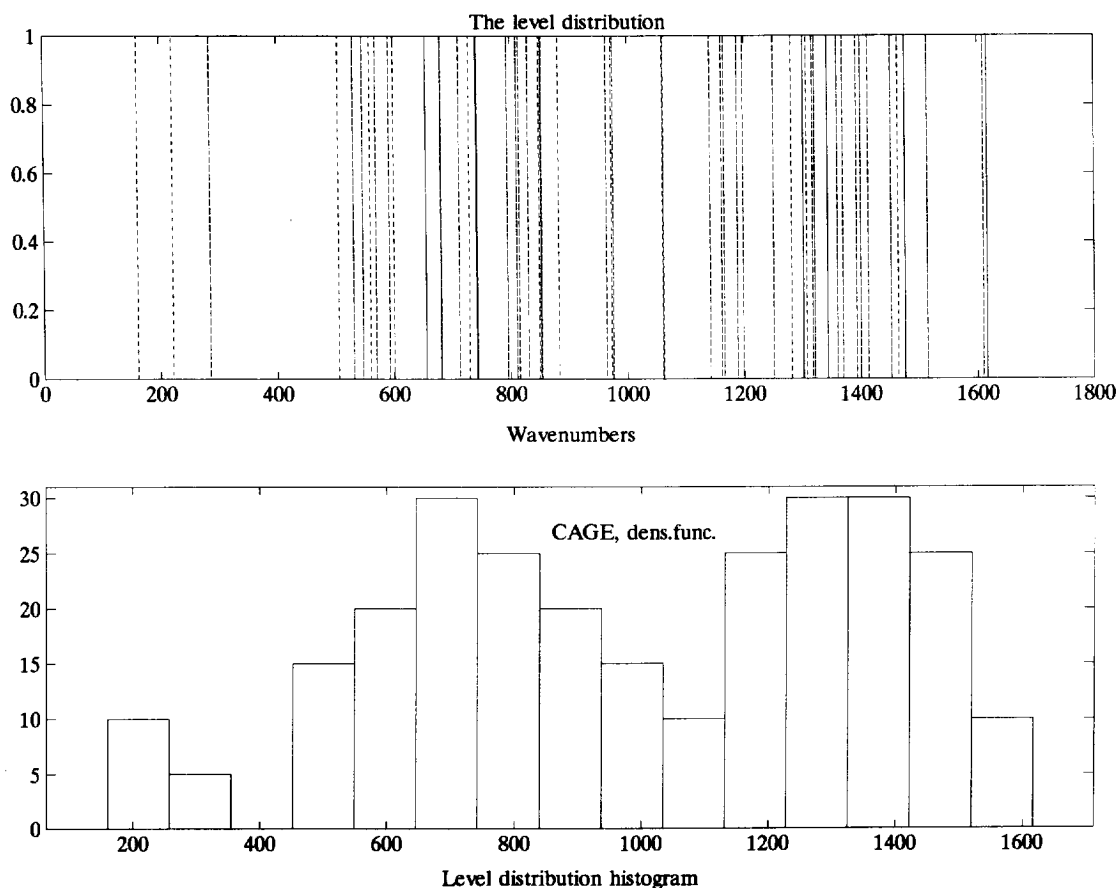 The level distribution
1
0.8
0.6
0.4
0.2
0
0 200 400 600 800 1000 1200 1400 1600 1800
Wavenumbers
30
25
20
15
10
5
0
CAGE, dens.func.
200 400 600 800 1000 1200 1400 1600
Level distribution histogram